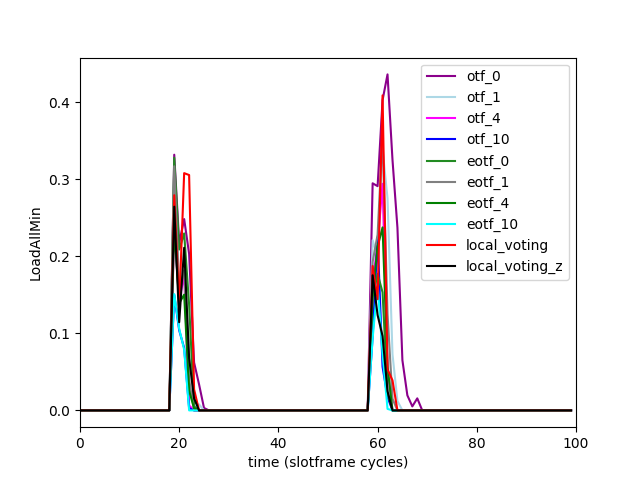 LoadAllMin
0.4
0.3
0.2
0.1
0.0
0 20 40 60 80 100
time (slotframe cycles)
otf_0
otf_1
otf_4
otf_10
eotf_0
eotf_1
eotf_4
eotf_10
local_voting
local_voting_z